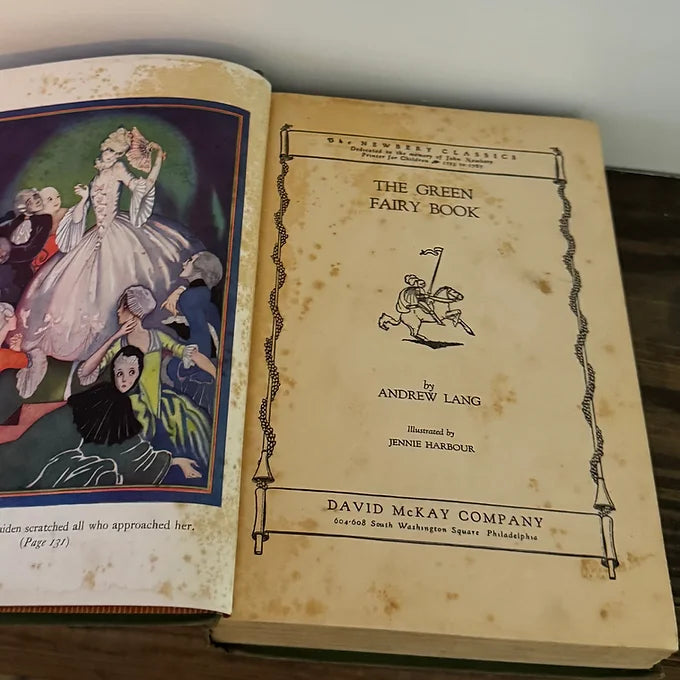 aiden scratched all who approached her.
(Page 131)
The NEWBERY CLASSICS
Dedicated to the memory of John Newbery
Printer for Children 1713 to 1767
THE GREEN
FAIRY BOOK
by
ANDREW LANG
Illustrated by
JENNIE HARBOUR
DAVID McKAY COMPANY
604-608 South Washington Square Philadelphia